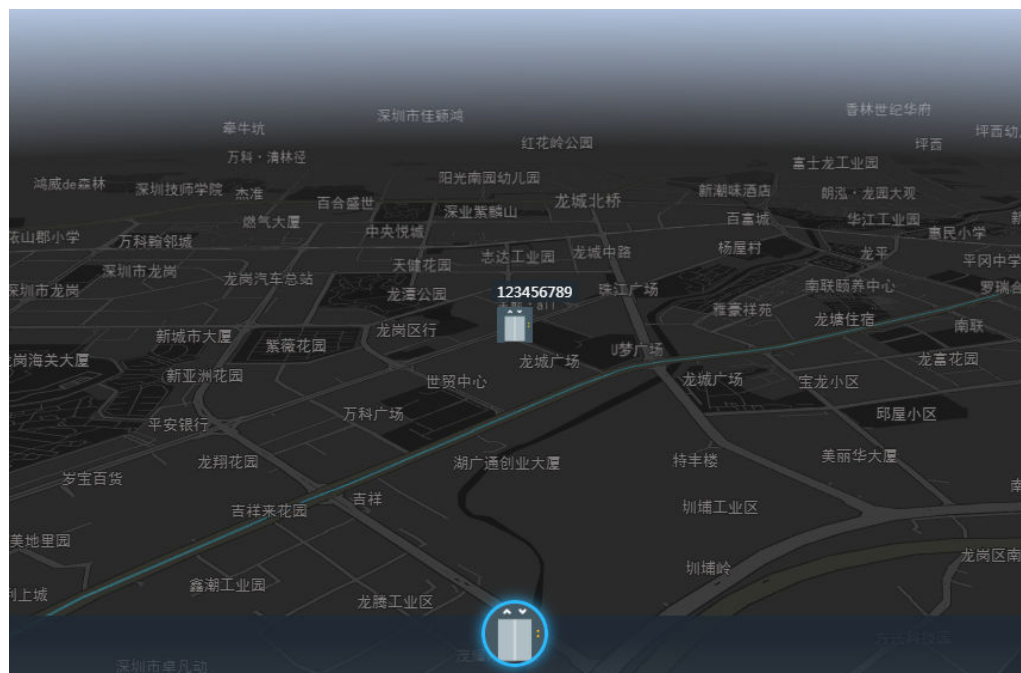 香林世纪华府
深圳市佳颖鸿
牵牛坑
坪西幼
红花岭公园
坪西
万科·清林径
富士龙工业园
阳光南园幼儿园
鸿威de森林
深圳技师学院
杰准
新潮味酒店
朗泓·龙园大观
百合盛世
龙城北桥
燃气大厦
深业紫麟山
百富城
华江工业园
中央悦城
惠民小学
依山郡小学
万科翰邻城
杨屋村
龙平
志达工业园
龙城中路
平冈中学
天健花园
深圳市龙岗
龙岗汽车总站
南联颐养中心
罗瑞合
深圳市龙岗
龙潭公园
123456789
珠江广场
雅豪祥苑
龙塘住宿
南联
龙岗区行
新城市大厦
紫薇花园
U梦广场
龙岗海关大厦
龙城广场
龙富花园
新亚洲花园
世贸中心
龙城广场
宝龙小区
万科广场
邱屋小区
平安银行
龙翔花园
湖广通创业大厦
特丰楼
美丽华大厦
岁宝百货
吉祥
吉祥来花园
圳埔工业区
美地里园
龙岗区南
圳埔岭
鑫潮工业园
利上城
龙腾工业区
深圳市卓凡动